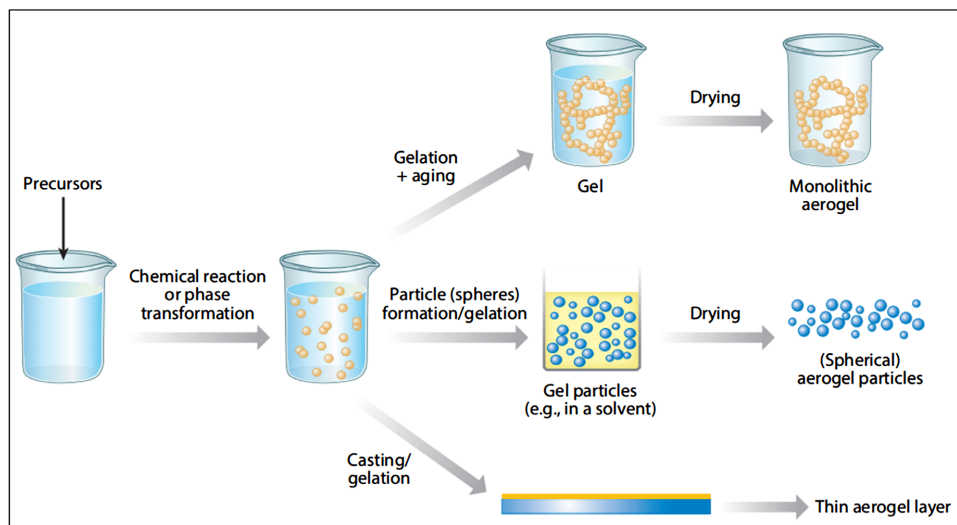 Precursors
Chemical reaction
or phase
transformation
Gelation
+ aging
Gel
Drying
Monolithic
aerogel
Particle (spheres)
formation/gelation
Gel particles
(e.g., in a solvent)
Drying
(Spherical)
aerogel particles
Casting/
gelation
Thin aerogel layer